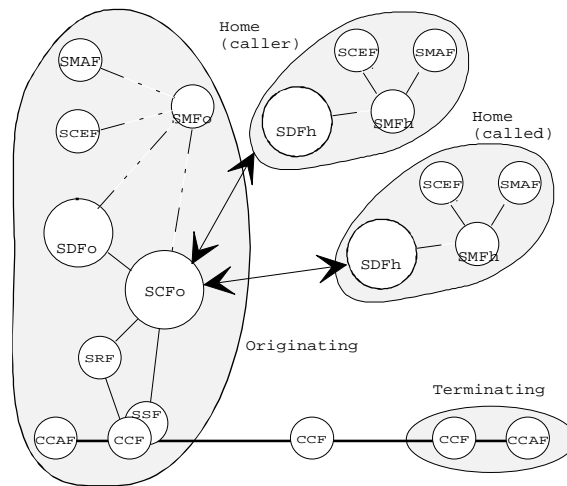 Home
(caller)
SMAF
SCEF
SMAF
SMFo
SCEF
SDFh
SMFh
Home
(called)
SCEF
SMAF
SDFo
SDFh
SMFh
SCFo
Originating
SRF
Terminating
SSF
CCAF
CCF
CCF
CCF
CCAF